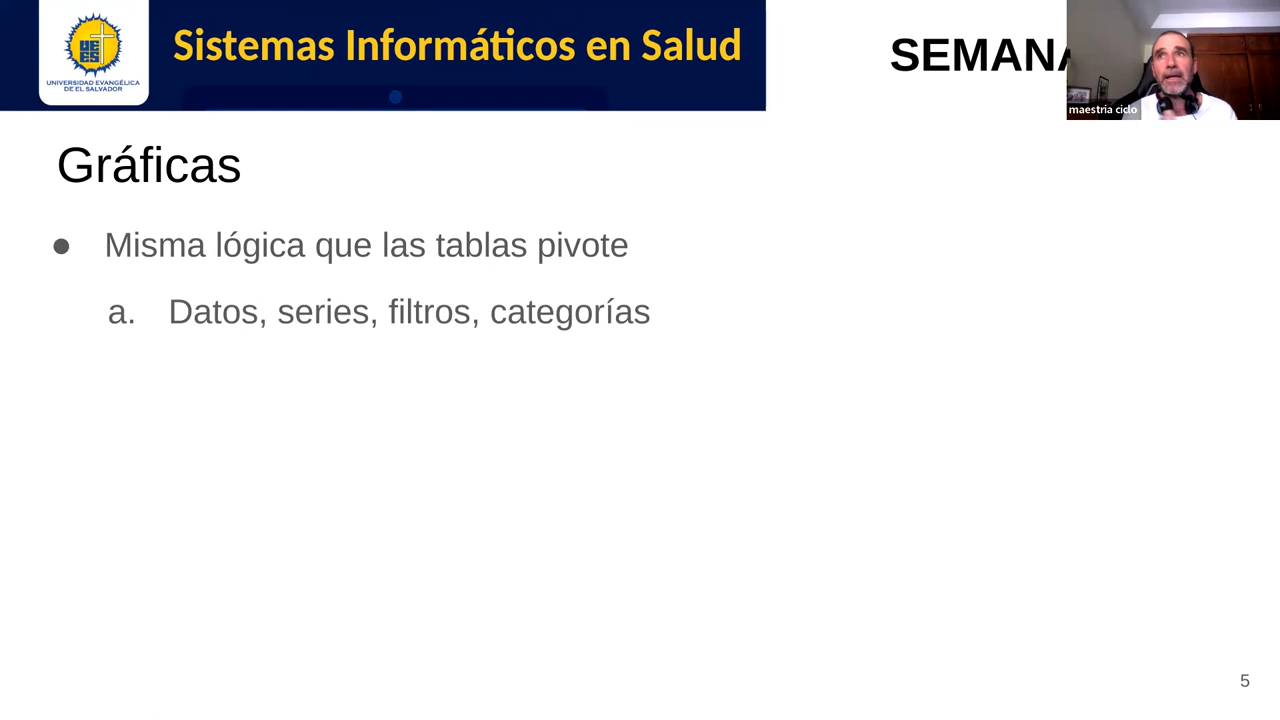 UNIVERSIDAD EVANGÉLICA
DE EL SALVADOR
Sistemas Informáticos en Salud
SEMANA
maestria ciclo
Gráficas
● Misma lógica que las tablas pivote
a. Datos, series, filtros, categorías
5